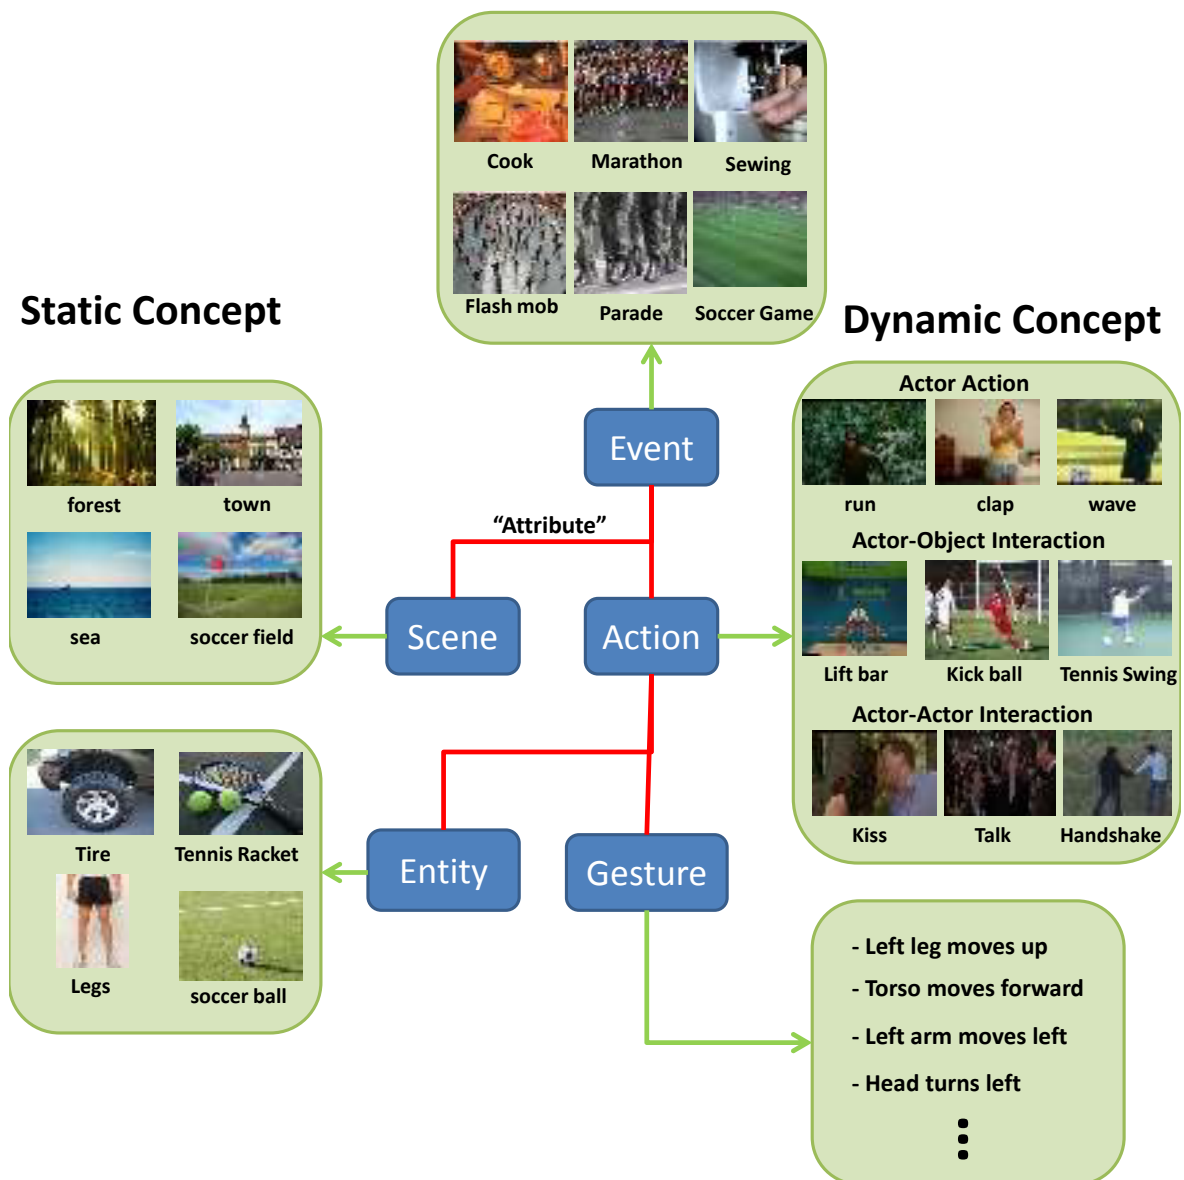 Cook
Marathon
Sewing
Flash mob
Parade
Soccer Game
Static Concept
Dynamic Concept
forest
town
sea
soccer field
Event
"Attribute"
Scene
Action
Actor Action
run
clap
wave
Actor-Object Interaction
Lift bar
Kick ball
Tennis Swing
Actor-Actor Interaction
Kiss
Talk
Handshake
Tire
Tennis Racket
Legs
soccer ball
Entity
Gesture
- Left leg moves up
- Torso moves forward
- Left arm moves left
- Head turns left